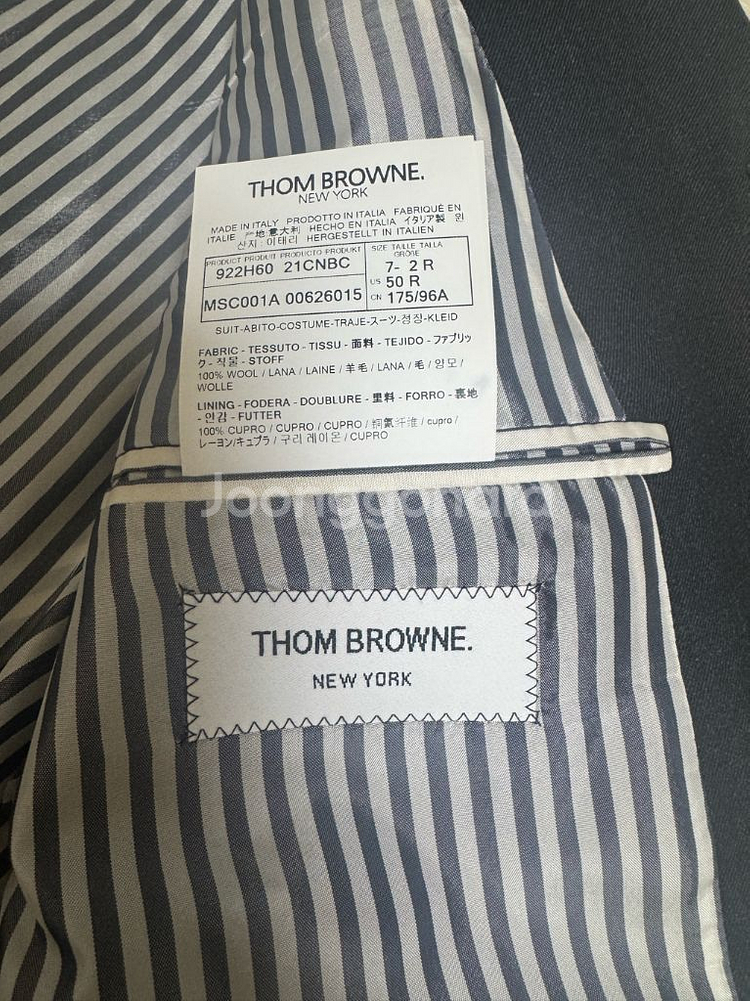 THOM BROWNE.
NEW YORK
MADE IN ITALY PRODOTTO IN ITALIA FABRIQUÉ EN
ITALIE 产地意大利 HECHO EN ITALIA イタリア製 원
산지:이태리 HERGESTELLT IN ITALIEN
PRODUCT PRODUIT PRODUCTO PRODUKT
922H60 21CNBC
MSC001A 00626015
SIZE TAILLE TALLA
GRÖßE
7- 2 R
US 50 R
CN 175/96A
SUIT-ABITO-COSTUME-TRAJE-スーツ-정장-KLEID
FABRIC - TESSUTO - TISSU - 面料 - TEJIDO - ファブリッ
ク - 직물 - STOFF
100% WOOL / LANA / LAINE / 羊毛 / LANA / 毛 / 양모 /
WOLLE
LINING - FODERA - DOUBLURE - 里料 - FORRO - 裏地
- 안감 - FUTTER
100% CUPRO / CUPRO / CUPRO / 铜氨纤维 / cupro /
レーヨン/キュプラ / 구리 레이온 / CUPRO
Joonggonara
THOM BROWNE.
NEW YORK